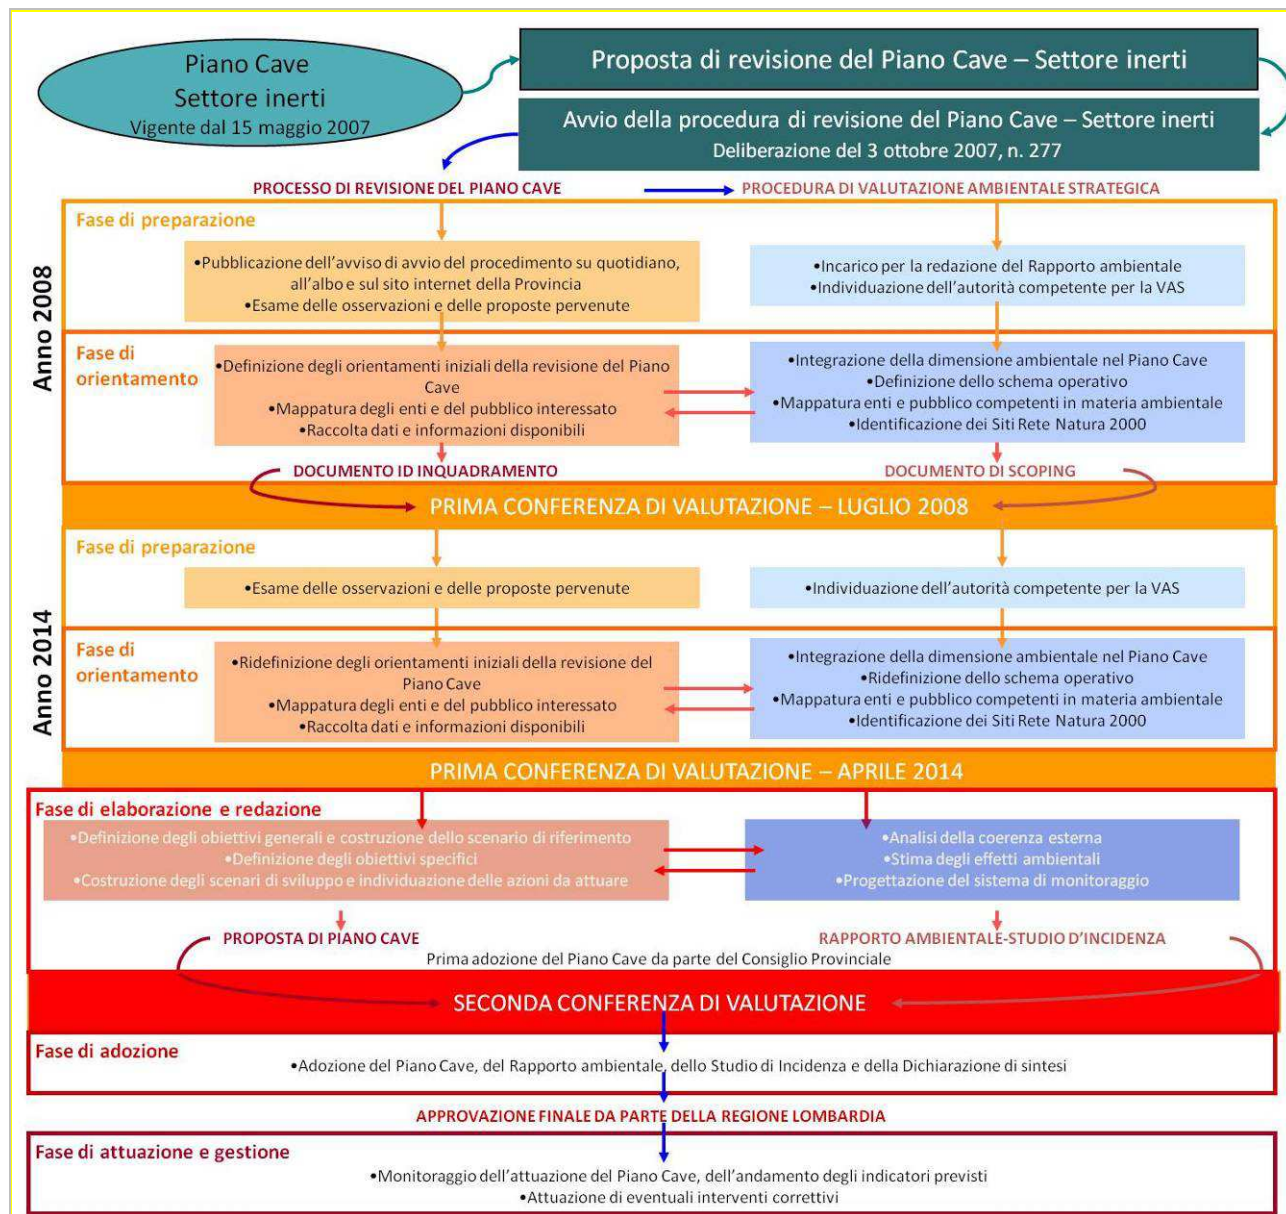 Piano Cave
Settore inerti
Vigente dal 15 maggio 2007
Proposta di revisione del Piano Cave – Settore inerti
Avvio della procedura di revisione del Piano Cave – Settore inerti
Deliberazione del 3 ottobre 2007, n. 277
PROCESSO DI REVISIONE DEL PIANO CAVE
PROCEDURA DI VALUTAZIONE AMBIENTALE STRATEGICA
Anno 2008
Fase di preparazione
•Pubblicazione dell'avviso di avvio del procedimento su quotidiano,
all'albo e sul sito internet della Provincia
•Esame delle osservazioni e delle proposte pervenute
•Incarico per la redazione del Rapporto ambientale
•Individuazione dell'autorità competente per la VAS
Fase di
orientamento
•Definizione degli orientamenti iniziali della revisione del Piano
Cave
•Mappatura degli enti e del pubblico interessato
•Raccolta dati e informazioni disponibili
•Integrazione della dimensione ambientale nel Piano Cave
•Definizione dello schema operativo
•Mappatura enti e pubblico competenti in materia ambientale
•Identificazione dei Siti Rete Natura 2000
DOCUMENTO ID INQUADRAMENTO
DOCUMENTO DI SCOPING
PRIMA CONFERENZA DI VALUTAZIONE – LUGLIO 2008
Anno 2014
Fase di preparazione
•Esame delle osservazioni e delle proposte pervenute
•Individuazione dell'autorità competente per la VAS
Fase di
orientamento
•Ridefinizione degli orientamenti iniziali della revisione del
Piano Cave
•Mappatura degli enti e del pubblico interessato
•Raccolta dati e informazioni disponibili
•Integrazione della dimensione ambientale nel Piano Cave
•Ridefinizione dello schema operativo
•Mappatura enti e pubblico competenti in materia ambientale
•Identificazione dei Siti Rete Natura 2000
PRIMA CONFERENZA DI VALUTAZIONE – APRILE 2014
Fase di elaborazione e redazione
•Definizione degli obiettivi generali e costruzione dello scenario di riferimento
•Definizione degli obiettivi specifici
•Costruzione degli scenari di sviluppo e individuazione delle azioni da attuare
•Analisi della coerenza esterna
•Stima degli effetti ambientali
•Progettazione del sistema di monitoraggio
PROPOSTA DI PIANO CAVE
RAPPORTO AMBIENTALE-STUDIO D'INCIDENZA
Prima adozione del Piano Cave da parte del Consiglio Provinciale
SECONDA CONFERENZA DI VALUTAZIONE
Fase di adozione
•Adozione del Piano Cave, del Rapporto ambientale, dello Studio di Incidenza e della Dichiarazione di sintesi
APPROVAZIONE FINALE DA PARTE DELLA REGIONE LOMBARDIA
Fase di attuazione e gestione
•Monitoraggio dell'attuazione del Piano Cave, dell'andamento degli indicatori previsti
•Attuazione di eventuali interventi correttivi